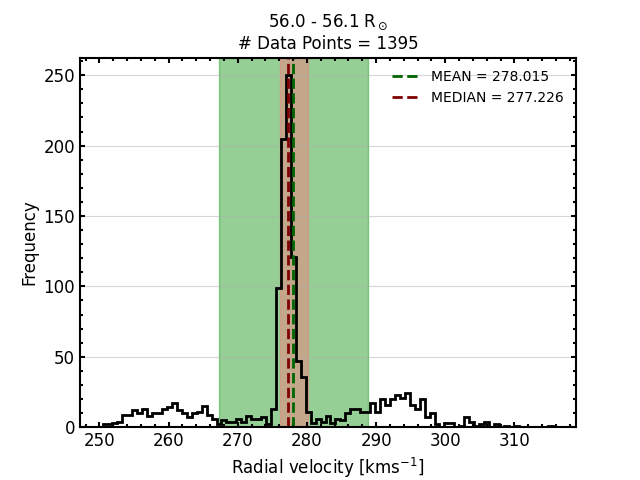 56.0 - 56.1 R⊙
# Data Points = 1395
MEAN = 278.015
MEDIAN = 277.226
250
200
150
100
50
0
Frequency
250 260 270 280 290 300 310
Radial velocity [kms⁻¹]